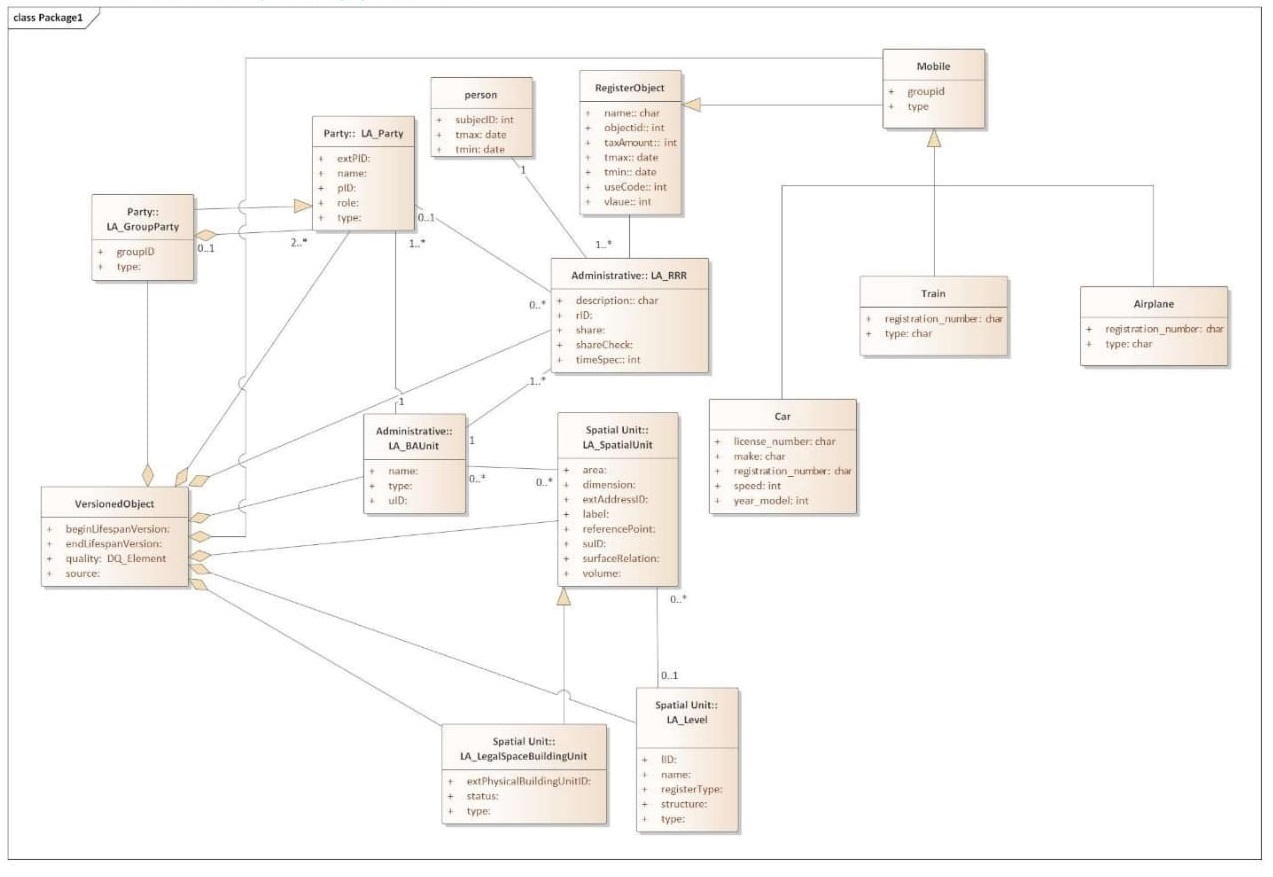 class Package1
Mobile
+ groupid
+ type
RegisterObject
+ name:: char
+ objectid:: int
+ taxAmount:: int
+ tmax:: date
+ tmin:: date
+ useCode:: int
+ vlaue:: int
person
+ subjecID: int
+ tmax: date
+ tmin: date
Party:: LA_Party
+ extPID:
+ name:
+ pID:
+ role:
+ type:
Party::
LA_GroupParty
+ groupID
+ type:
1
0..1
0..1
2..*
1..*
1..*
Administrative:: LA_RRR
+ description:: char
+ rID:
+ share:
+ shareCheck:
+ timeSpec:: int
0..*
1..*
1
Train
+ registration_number: char
+ type: char
Airplane
+ registration_number: char
+ type: char
Car
+ license_number: char
+ make: char
+ registration_number: char
+ speed: int
+ year_model: int
Administrative::
LA_BAUnit
+ name:
+ type:
+ uID:
1
0..*
0..*
Spatial Unit::
LA_SpatialUnit
+ area:
+ dimension:
+ extAddressID:
+ label:
+ referencePoint:
+ suID:
+ surfaceRelation:
+ volume:
VersionedObject
+ beginLifespanVersion:
+ endLifespanVersion:
+ quality: DQ_Element
+ source:
0..*
0..1
Spatial Unit::
LA_Level
+ lID:
+ name:
+ registerType:
+ structure:
+ type:
Spatial Unit::
LA_LegalSpaceBuildingUnit
+ extPhysicalBuildingUnitID:
+ status:
+ type: